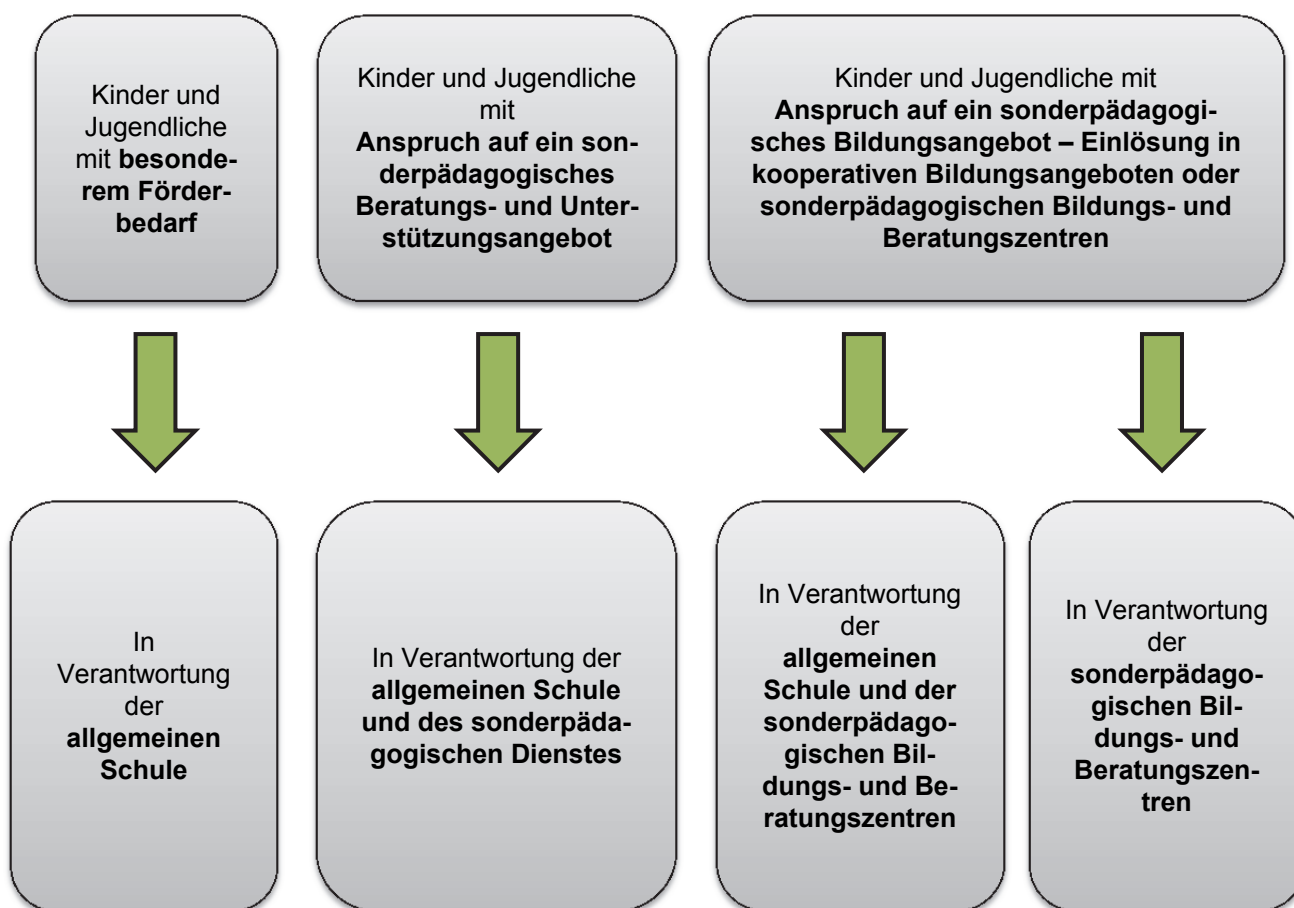 Kinder und
Jugendliche
mit besonde-
rem Förder-
bedarf
Kinder und Jugendliche
mit
Anspruch auf ein son-
derpädagogisches
Beratungs- und Unter-
stützungsangebot
Kinder und Jugendliche mit
Anspruch auf ein sonderpädagogi-
sches Bildungsangebot – Einlösung in
kooperativen Bildungsangeboten oder
sonderpädagogischen Bildungs- und
Beratungszentren
In
Verantwortung
der
allgemeinen
Schule
In Verantwortung der
allgemeinen Schule
und des sonderpäda-
gogischen Dienstes
In Verantwortung
der
allgemeinen
Schule und der
sonderpädago-
gischen Bil-
dungs- und Be-
ratungszentren
In Verantwortung
der
sonderpädago-
gischen Bil-
dungs- und
Beratungszen-
tren